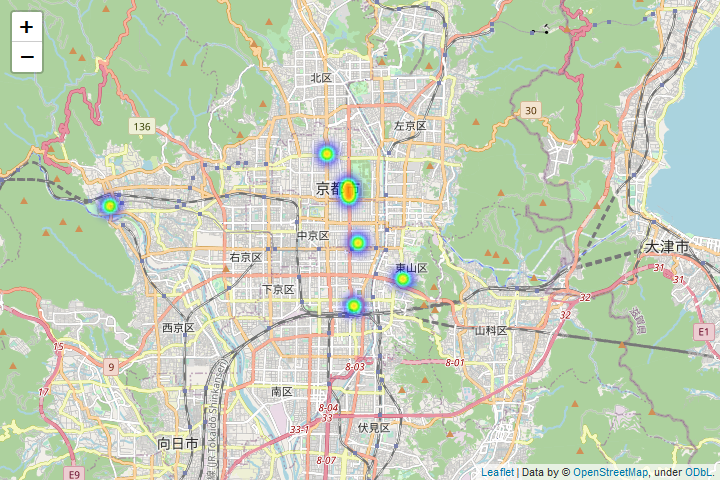 +
−
北区
30
136
左京区
京都市
中京区
大津市
右京区
東山区
31
31
下京区
32
滋賀県
西京区
32
山科区
E1
15
9
8-03
8-01
17
南区
8-04
33
(JR Tokaido Shinkansen)
33-1
伏見区
向日市
8-07
E9
Leaflet | Data by © OpenStreetMap, under ODbL.